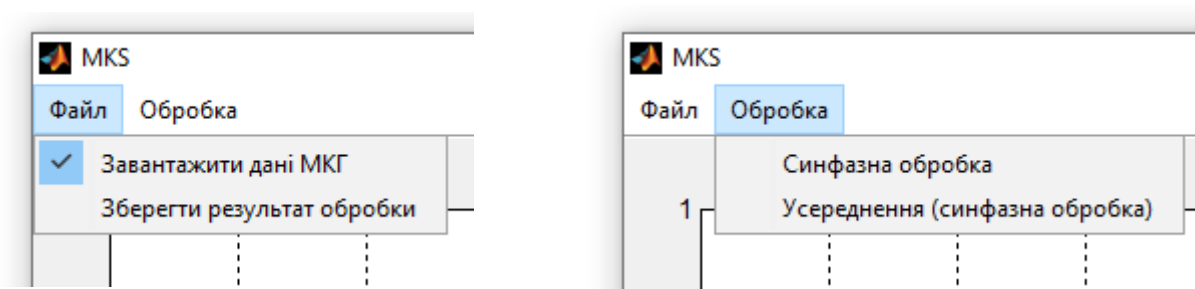 MKS
Файл Обробка
Завантажити дані МКГ
Зберегти результат обробки
MKS
Файл Обробка
Синфазна обробка
1 Усереднення (синфазна обробка)